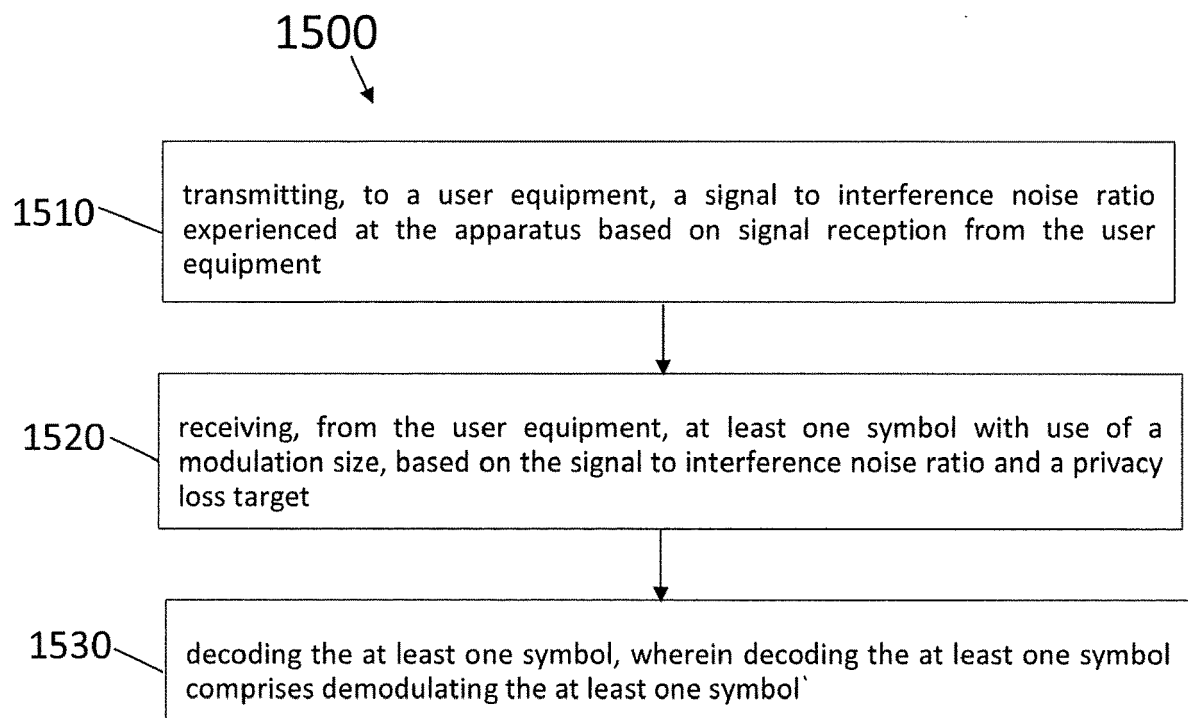 1500
1510
transmitting, to a user equipment, a signal to interference noise ratio
experienced at the apparatus based on signal reception from the user
equipment
1520
receiving, from the user equipment, at least one symbol with use of a
modulation size, based on the signal to interference noise ratio and a privacy
loss target
1530
decoding the at least one symbol, wherein decoding the at least one symbol
comprises demodulating the at least one symbol`